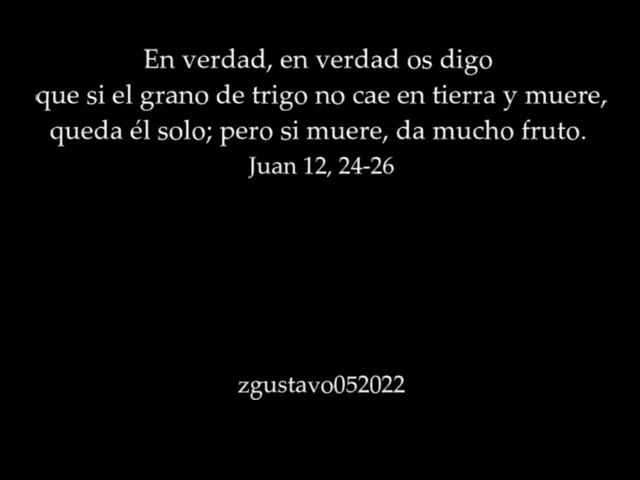 En verdad, en verdad os digo
que si el grano de trigo no cae en tierra y muere,
queda él solo; pero si muere, da mucho fruto.
Juan 12, 24-26
zgustavo052022